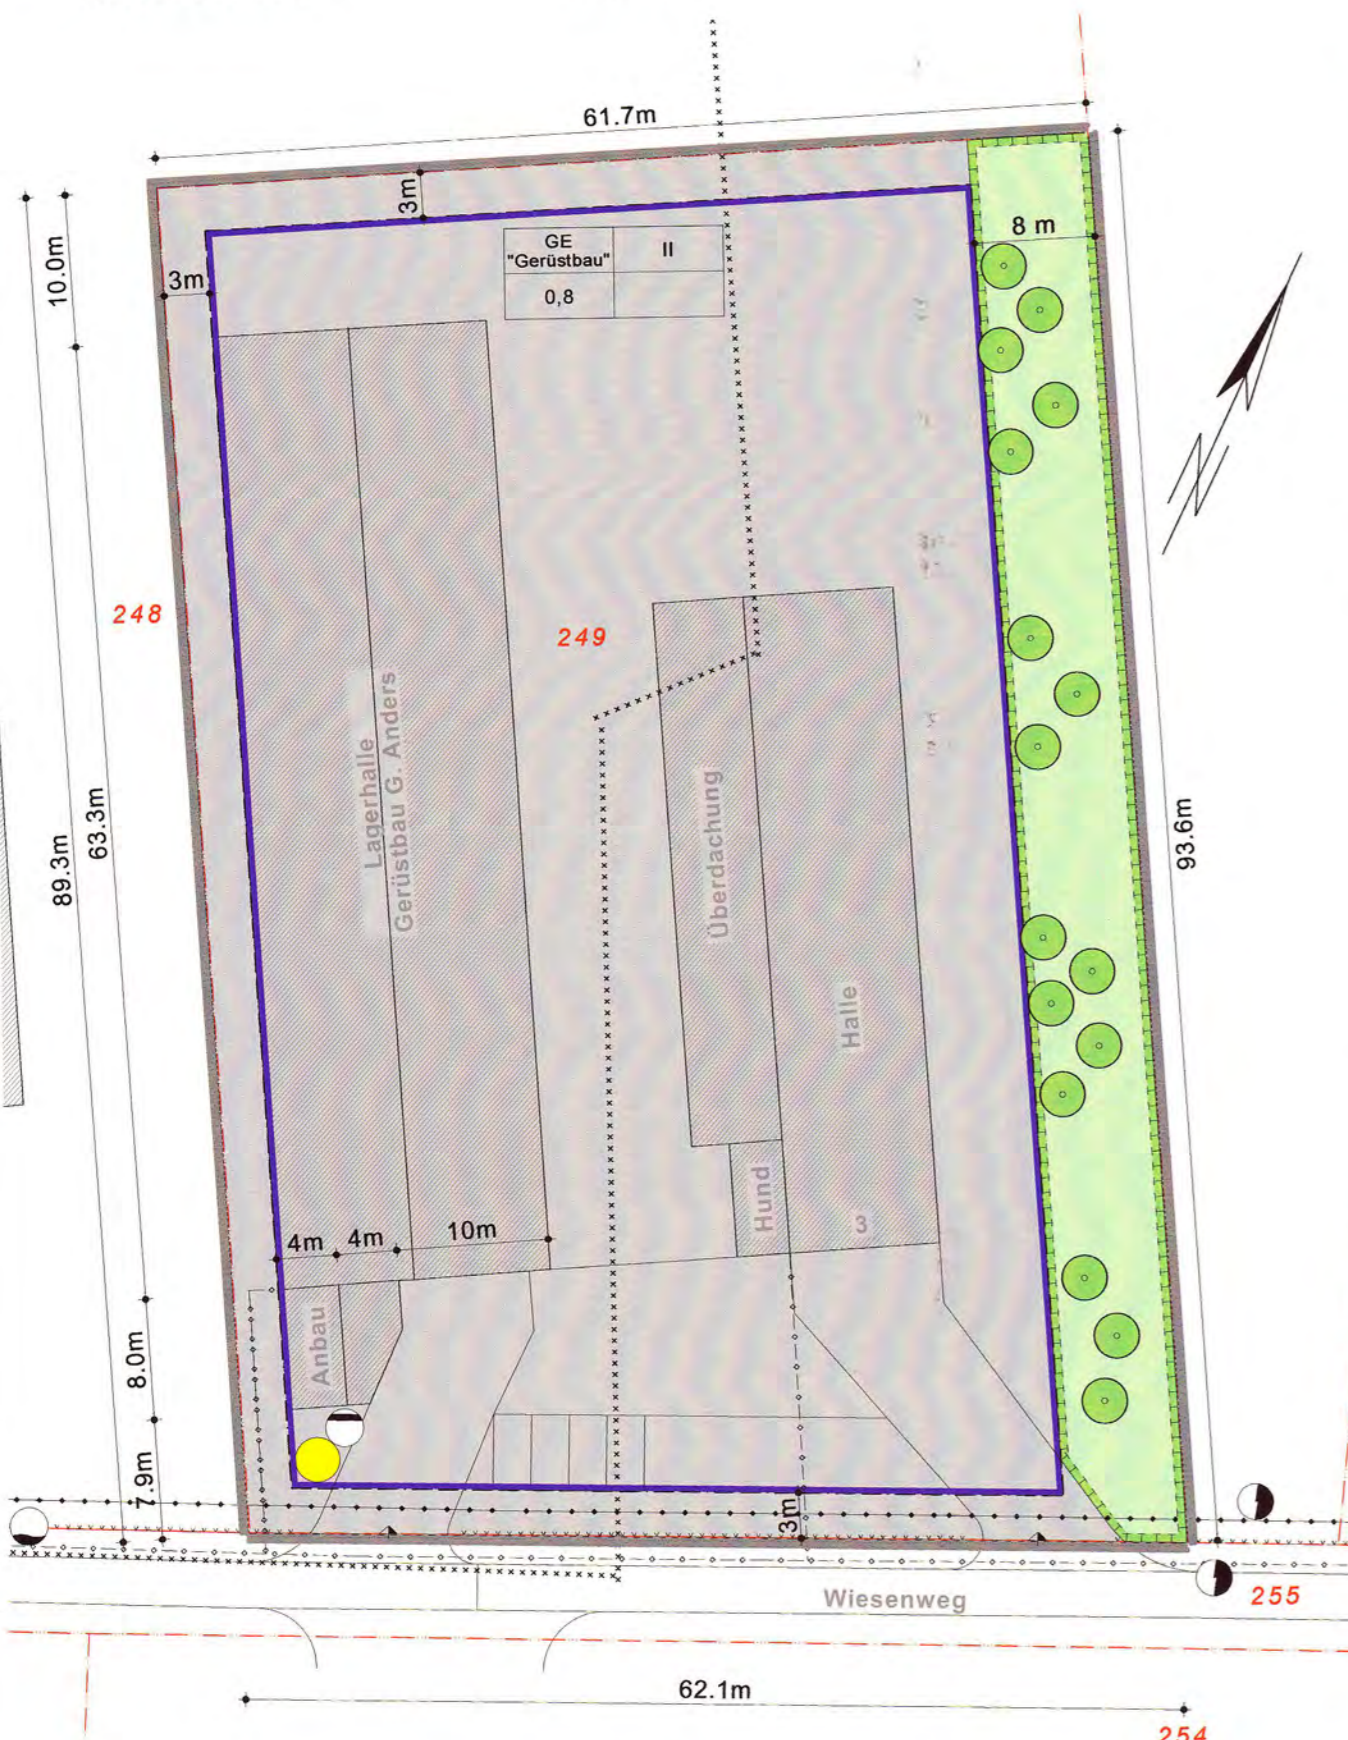 61.7m
3m
10.0m
3m
GE
"Gerüstbau"
II
0,8
8 m
248
249
Lagerhalle
Gerüstbau G. Anders
Überdachung
Halle
89.3m
63.3m
93.6m
Hund
3
4m
4m
10m
Anbau
8.0m
7.9m
3m
Wiesenweg
255
62.1m
254